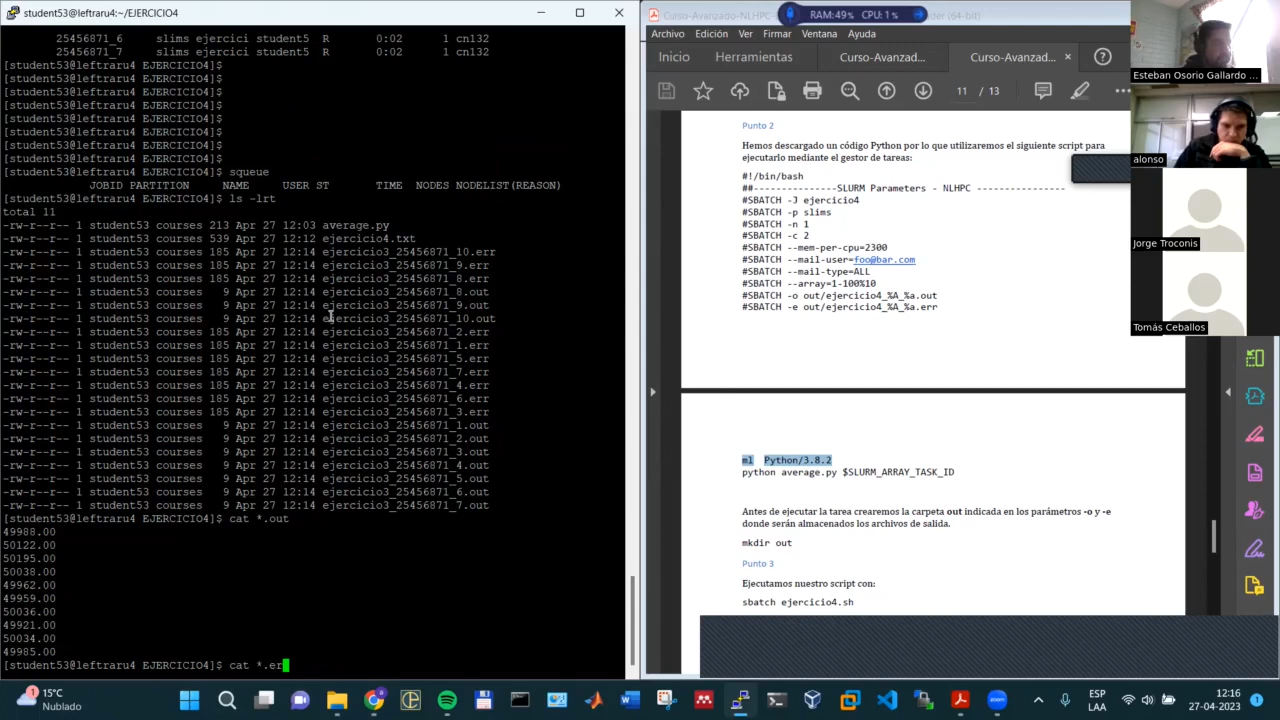 student53@leftraru4:~/EJERCICIO4
25456871_6 slims ejercici student5 R 0:02 1 cn132
25456871_7 slims ejercici student5 R 0:02 1 cn132
[student53@leftraru4 EJERCICIO4]$
[student53@leftraru4 EJERCICIO4]$
[student53@leftraru4 EJERCICIO4]$
[student53@leftraru4 EJERCICIO4]$
[student53@leftraru4 EJERCICIO4]$
[student53@leftraru4 EJERCICIO4]$
[student53@leftraru4 EJERCICIO4]$
[student53@leftraru4 EJERCICIO4]$
[student53@leftraru4 EJERCICIO4]$ squeue
JOBID PARTITION NAME USER ST TIME NODES NODELIST(REASON)
[student53@leftraru4 EJERCICIO4]$ ls -lrt
total 11
-rw-r--r-- 1 student53 courses 213 Apr 27 12:03 average.py
-rw-r--r-- 1 student53 courses 539 Apr 27 12:12 ejercicio4.txt
-rw-r--r-- 1 student53 courses 185 Apr 27 12:14 ejercicio3_25456871_10.err
-rw-r--r-- 1 student53 courses 185 Apr 27 12:14 ejercicio3_25456871_9.err
-rw-r--r-- 1 student53 courses 185 Apr 27 12:14 ejercicio3_25456871_8.err
-rw-r--r-- 1 student53 courses 9 Apr 27 12:14 ejercicio3_25456871_8.out
-rw-r--r-- 1 student53 courses 9 Apr 27 12:14 ejercicio3_25456871_9.out
-rw-r--r-- 1 student53 courses 9 Apr 27 12:14 ejercicio3_25456871_10.out
-rw-r--r-- 1 student53 courses 185 Apr 27 12:14 ejercicio3_25456871_2.err
-rw-r--r-- 1 student53 courses 185 Apr 27 12:14 ejercicio3_25456871_1.err
-rw-r--r-- 1 student53 courses 185 Apr 27 12:14 ejercicio3_25456871_5.err
-rw-r--r-- 1 student53 courses 185 Apr 27 12:14 ejercicio3_25456871_7.err
-rw-r--r-- 1 student53 courses 185 Apr 27 12:14 ejercicio3_25456871_4.err
-rw-r--r-- 1 student53 courses 185 Apr 27 12:14 ejercicio3_25456871_6.err
-rw-r--r-- 1 student53 courses 185 Apr 27 12:14 ejercicio3_25456871_3.err
-rw-r--r-- 1 student53 courses 9 Apr 27 12:14 ejercicio3_25456871_1.out
-rw-r--r-- 1 student53 courses 9 Apr 27 12:14 ejercicio3_25456871_2.out
-rw-r--r-- 1 student53 courses 9 Apr 27 12:14 ejercicio3_25456871_3.out
-rw-r--r-- 1 student53 courses 9 Apr 27 12:14 ejercicio3_25456871_4.out
-rw-r--r-- 1 student53 courses 9 Apr 27 12:14 ejercicio3_25456871_5.out
-rw-r--r-- 1 student53 courses 9 Apr 27 12:14 ejercicio3_25456871_6.out
-rw-r--r-- 1 student53 courses 9 Apr 27 12:14 ejercicio3_25456871_7.out
[student53@leftraru4 EJERCICIO4]$ cat *.out
49988.00
50122.00
50195.00
50038.00
49962.00
49959.00
50036.00
49921.00
50034.00
49985.00
[student53@leftraru4 EJERCICIO4]$ cat *.er
Curso-Avanzado-NLHPC- der (64-bit)
RAM:49% CPU: 1%
Archivo Edición Ver Firmar Ventana Ayuda
Inicio Herramientas Curso-Avanzad... Curso-Avanzad...
11 / 13
Punto 2
Hemos descargado un código Python por lo que utilizaremos el siguiente script para
ejecutarlo mediante el gestor de tareas:
#!/bin/bash
##---------------SLURM Parameters - NLHPC ----------------
#SBATCH -J ejercicio4
#SBATCH -p slims
#SBATCH -n 1
#SBATCH -c 2
#SBATCH --mem-per-cpu=2300
#SBATCH --mail-user=foo@bar.com
#SBATCH --mail-type=ALL
#SBATCH --array=1-100%10
#SBATCH -o out/ejercicio4_%A_%a.out
#SBATCH -e out/ejercicio4_%A_%a.err
ml Python/3.8.2
python average.py $SLURM_ARRAY_TASK_ID
Antes de ejecutar la tarea crearemos la carpeta out indicada en los parámetros -o y -e
donde serán almacenados los archivos de salida.
mkdir out
Punto 3
Ejecutamos nuestro script con:
sbatch ejercicio4.sh
Esteban Osorio Gallardo ...
alonso
Jorge Troconis
Tomás Ceballos
1
15°C
Nublado
ESP
LAA
12:16
27-04-2023
1